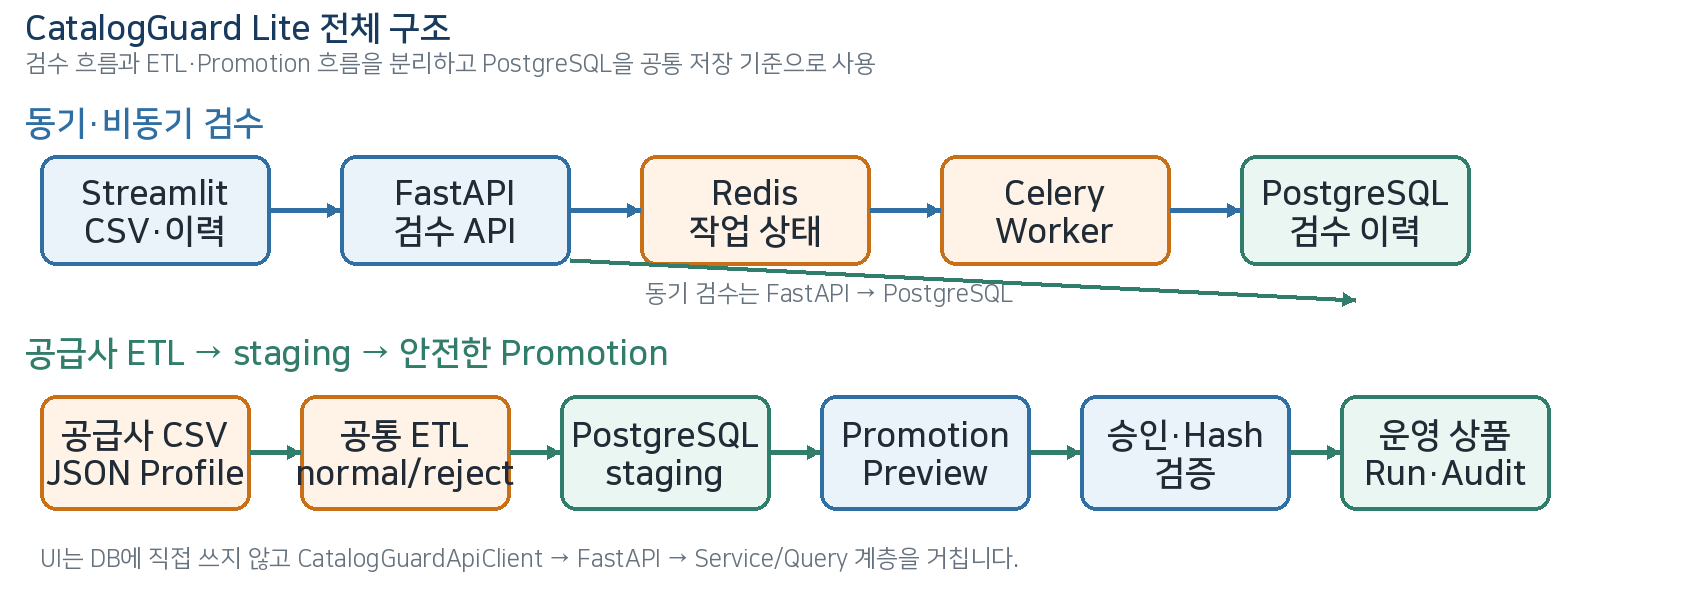 CatalogGuard Lite 전체 구조
검수 흐름과 ETL·Promotion 흐름을 분리하고 PostgreSQL을 공통 저장 기준으로 사용
동기·비동기 검수
Streamlit
CSV·이력
FastAPI
검수 API
Redis
작업 상태
Celery
Worker
PostgreSQL
검수 이력
동기 검수는 FastAPI → PostgreSQL
공급사 ETL → staging → 안전한 Promotion
공급사 CSV
JSON Profile
공통 ETL
normal/reject
PostgreSQL
staging
Promotion
Preview
승인·Hash
검증
운영 상품
Run·Audit
UI는 DB에 직접 쓰지 않고 CatalogGuardApiClient → FastAPI → Service/Query 계층을 거칩니다.